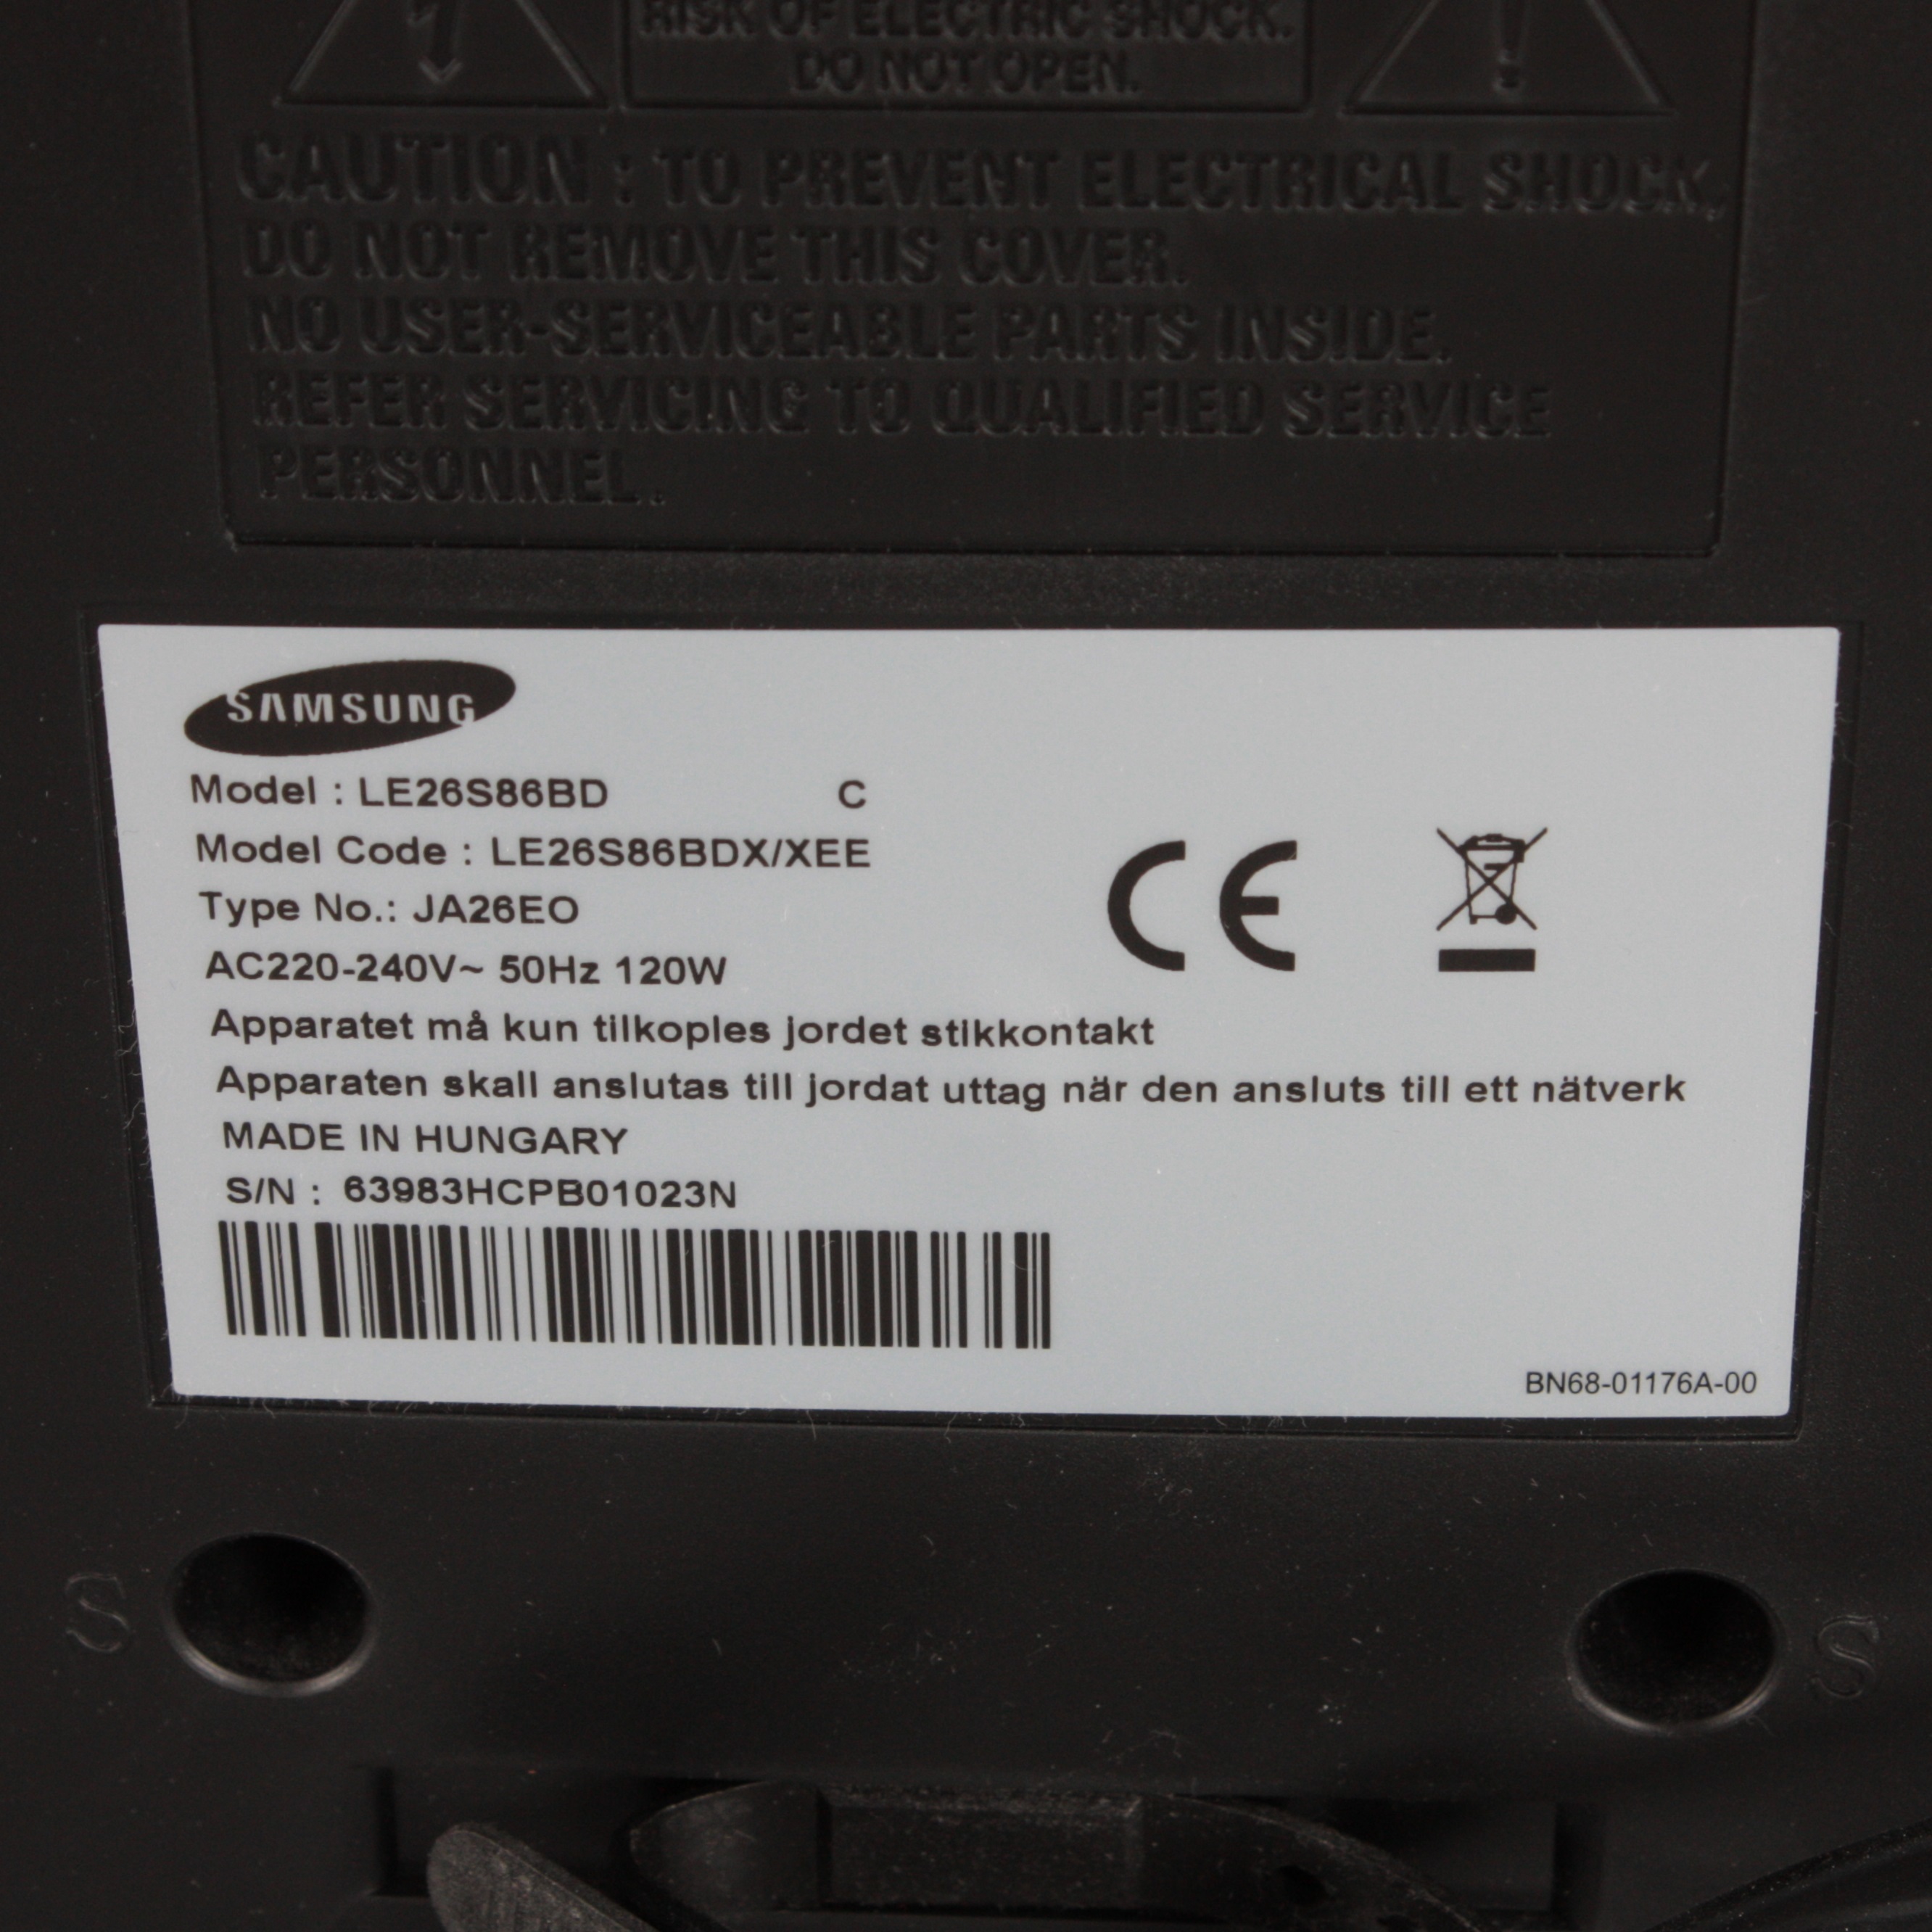 RISK OF ELECTRIC SHOCK.
DO NOT OPEN.
CAUTION : TO PREVENT ELECTRICAL SHOCK,
DO NOT REMOVE THIS COVER.
NO USER-SERVICEABLE PARTS INSIDE.
REFER SERVICING TO QUALIFIED SERVICE
PERSONNEL.
SAMSUNG
Model : LE26S86BD C
Model Code : LE26S86BDX/XEE
Type No.: JA26EO
AC220-240V~ 50Hz 120W
CE
Apparatet må kun tilkoples jordet stikkontakt
Apparaten skall anslutas till jordat uttag när den ansluts till ett nätverk
MADE IN HUNGARY
S/N : 63983HCPB01023N
BN68-01176A-00
S S